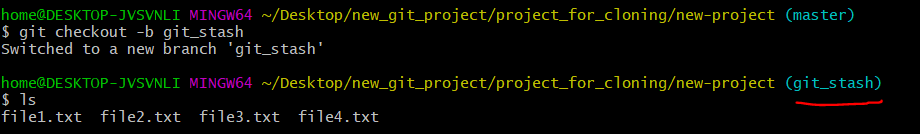 home@DESKTOP-JVSVNLI MINGW64 ~/Desktop/new_git_project/project_for_cloning/new-project (master)
$ git checkout -b git_stash
Switched to a new branch 'git_stash'
home@DESKTOP-JVSVNLI MINGW64 ~/Desktop/new_git_project/project_for_cloning/new-project (git_stash)
$ ls
file1.txt  file2.txt  file3.txt  file4.txt